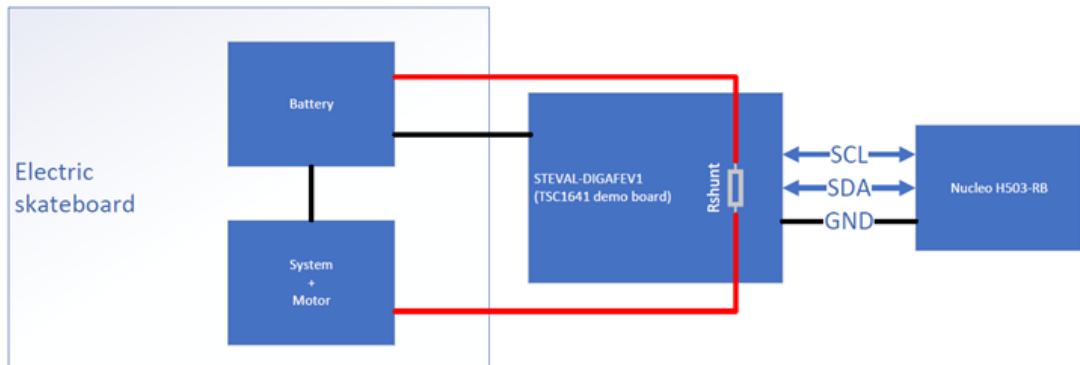 Battery
Electric
skateboard
System
+
Motor
STEVAL-DIGAFEV1
(TSC1641 demo board)
Rshunt
SCL
SDA
GND
Nucleo H503-RB